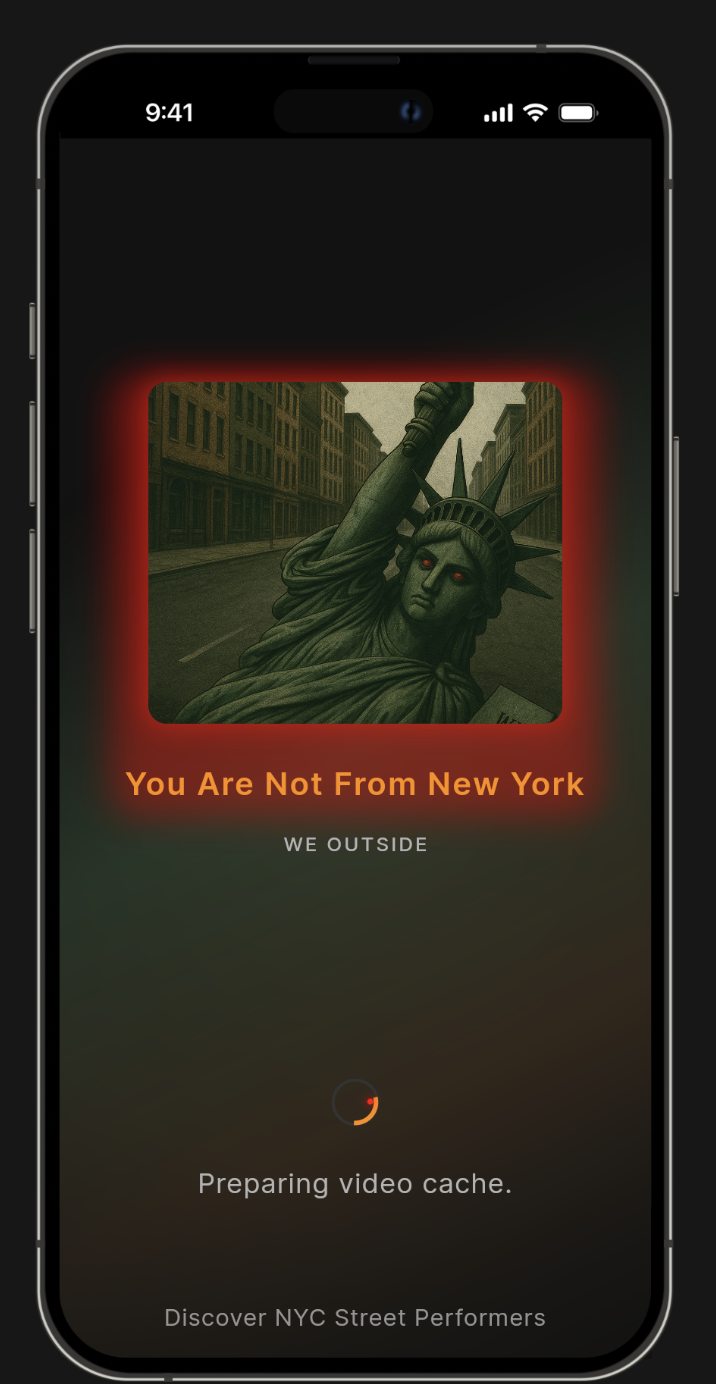 9:41
You Are Not From New York
WE OUTSIDE
Preparing video cache.
Discover NYC Street Performers